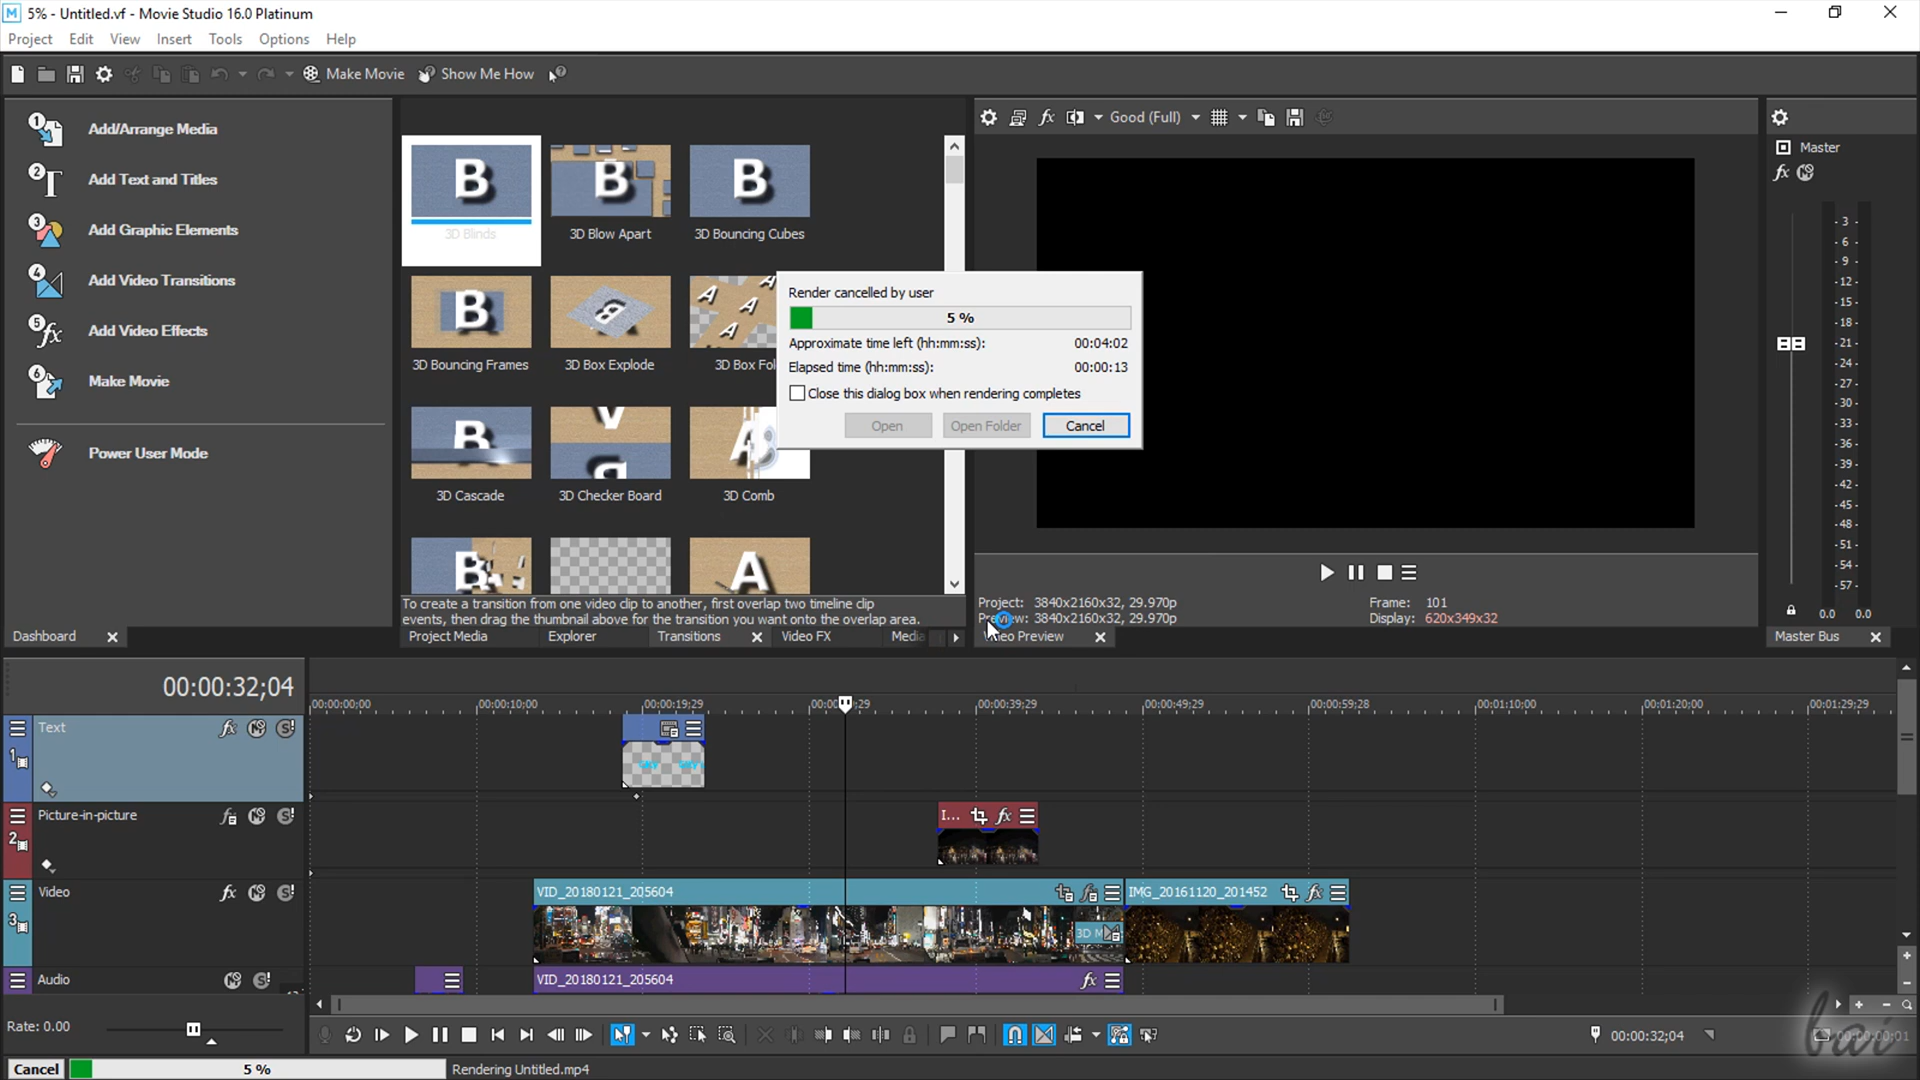 5% - Untitled.vf - Movie Studio 16.0 Platinum
Project Edit View Insert Tools Options Help
Make Movie Show Me How
1 Add/Arrange Media
2 Add Text and Titles
3 Add Graphic Elements
4 Add Video Transitions
5 Add Video Effects
6 Make Movie
Power User Mode
Dashboard
3D Blinds 3D Blow Apart 3D Bouncing Cubes
3D Bouncing Frames 3D Box Explode 3D Box Fol
3D Cascade 3D Checker Board 3D Comb
To create a transition from one video clip to another, first overlap two timeline clip
events, then drag the thumbnail above for the transition you want onto the overlap area.
Project Media Explorer Transitions Video FX Media
Render cancelled by user
5 %
Approximate time left (hh:mm:ss): 00:04:02
Elapsed time (hh:mm:ss): 00:00:13
Close this dialog box when rendering completes
Open Open Folder Cancel
Good (Full)
Project: 3840x2160x32, 29.970p
Preview: 3840x2160x32, 29.970p
Frame: 101
Display: 620x349x32
eo Preview
Master
- 3 -
- 6 -
- 9 -
-12-
-15-
-18-
-21-
-24-
-27-
-30-
-33-
-36-
-39-
-42-
-45-
-48-
-51-
-54-
-57-
0.0 0.0
Master Bus
00:00:32;04
00:00:00;00 00:00:10;00 00:00:19;29 00:00 ;29 00:00:39;29 00:00:49;29 00:00:59;28 00:01:10;00 00:01:20;00 00:01:29;29
1 Text
2 Picture-in-picture
I...
3 Video
VID_20180121_205604
IMG_20161120_201452
3D M
Audio
VID_20180121_205604
Rate: 0.00
00:00:32;04
00:00:00;01
bai
Cancel 5 % Rendering Untitled.mp4